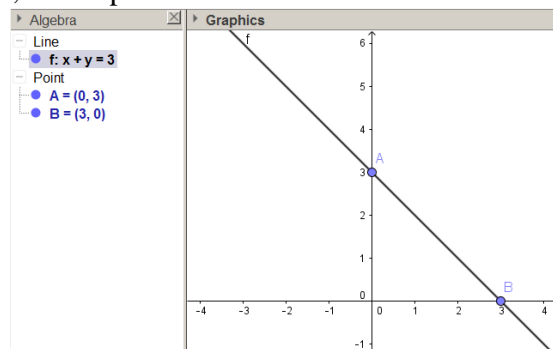 Algebra
Graphics
Line
f: x + y = 3
Point
A = (0, 3)
B = (3, 0)
f
6
5
4
A
3
2
1
B
0
-4 -3 -2 -1 0 1 2 3 4
-1